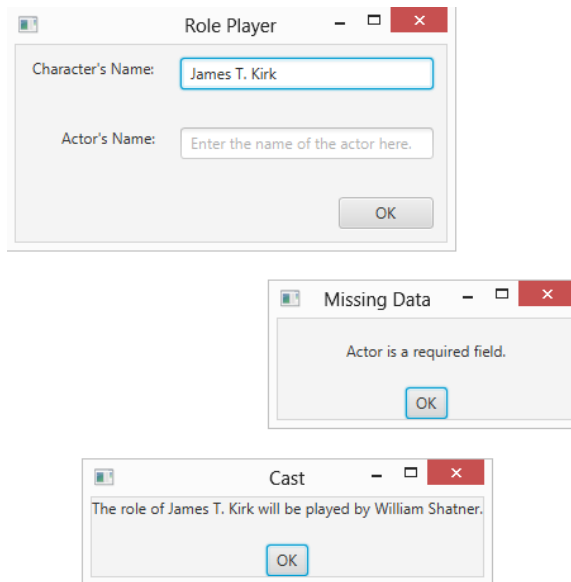 Role Player
Character's Name: James T. Kirk
Actor's Name: Enter the name of the actor here.
OK
Missing Data
Actor is a required field.
OK
Cast
The role of James T. Kirk will be played by William Shatner.
OK